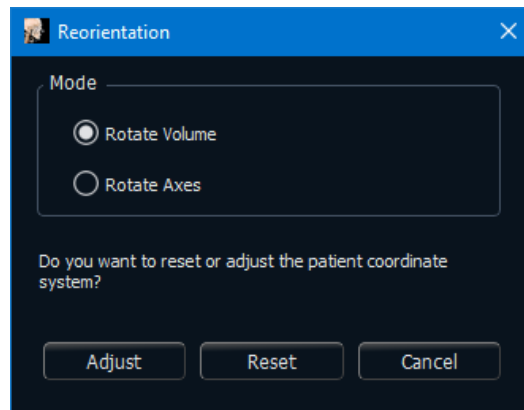 Reorientation
Mode
Rotate Volume
Rotate Axes
Do you want to reset or adjust the patient coordinate
system?
Adjust Reset Cancel